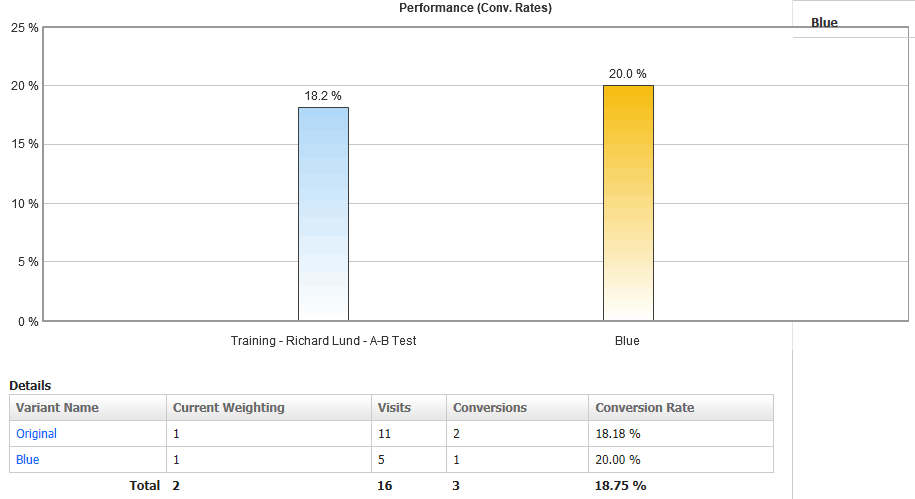 Performance (Conv. Rates)
Blue
25 %
20 %
15 %
10 %
5 %
0 %
18.2 %
20.0 %
Training - Richard Lund - A-B Test
Blue
Details
Variant Name Current Weighting Visits Conversions Conversion Rate
Original 1 11 2 18.18 %
Blue 1 5 1 20.00 %
Total 2 16 3 18.75 %